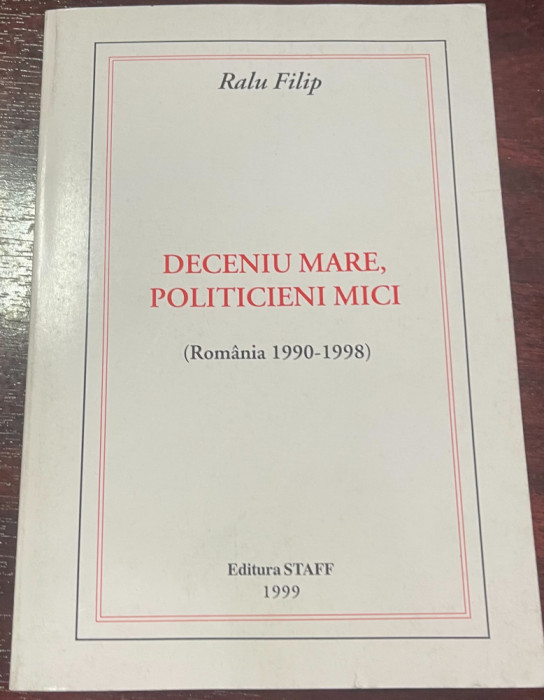 Ralu Filip
DECENIU MARE,
POLITICIENI MICI
(România 1990-1998)
Editura STAFF
1999